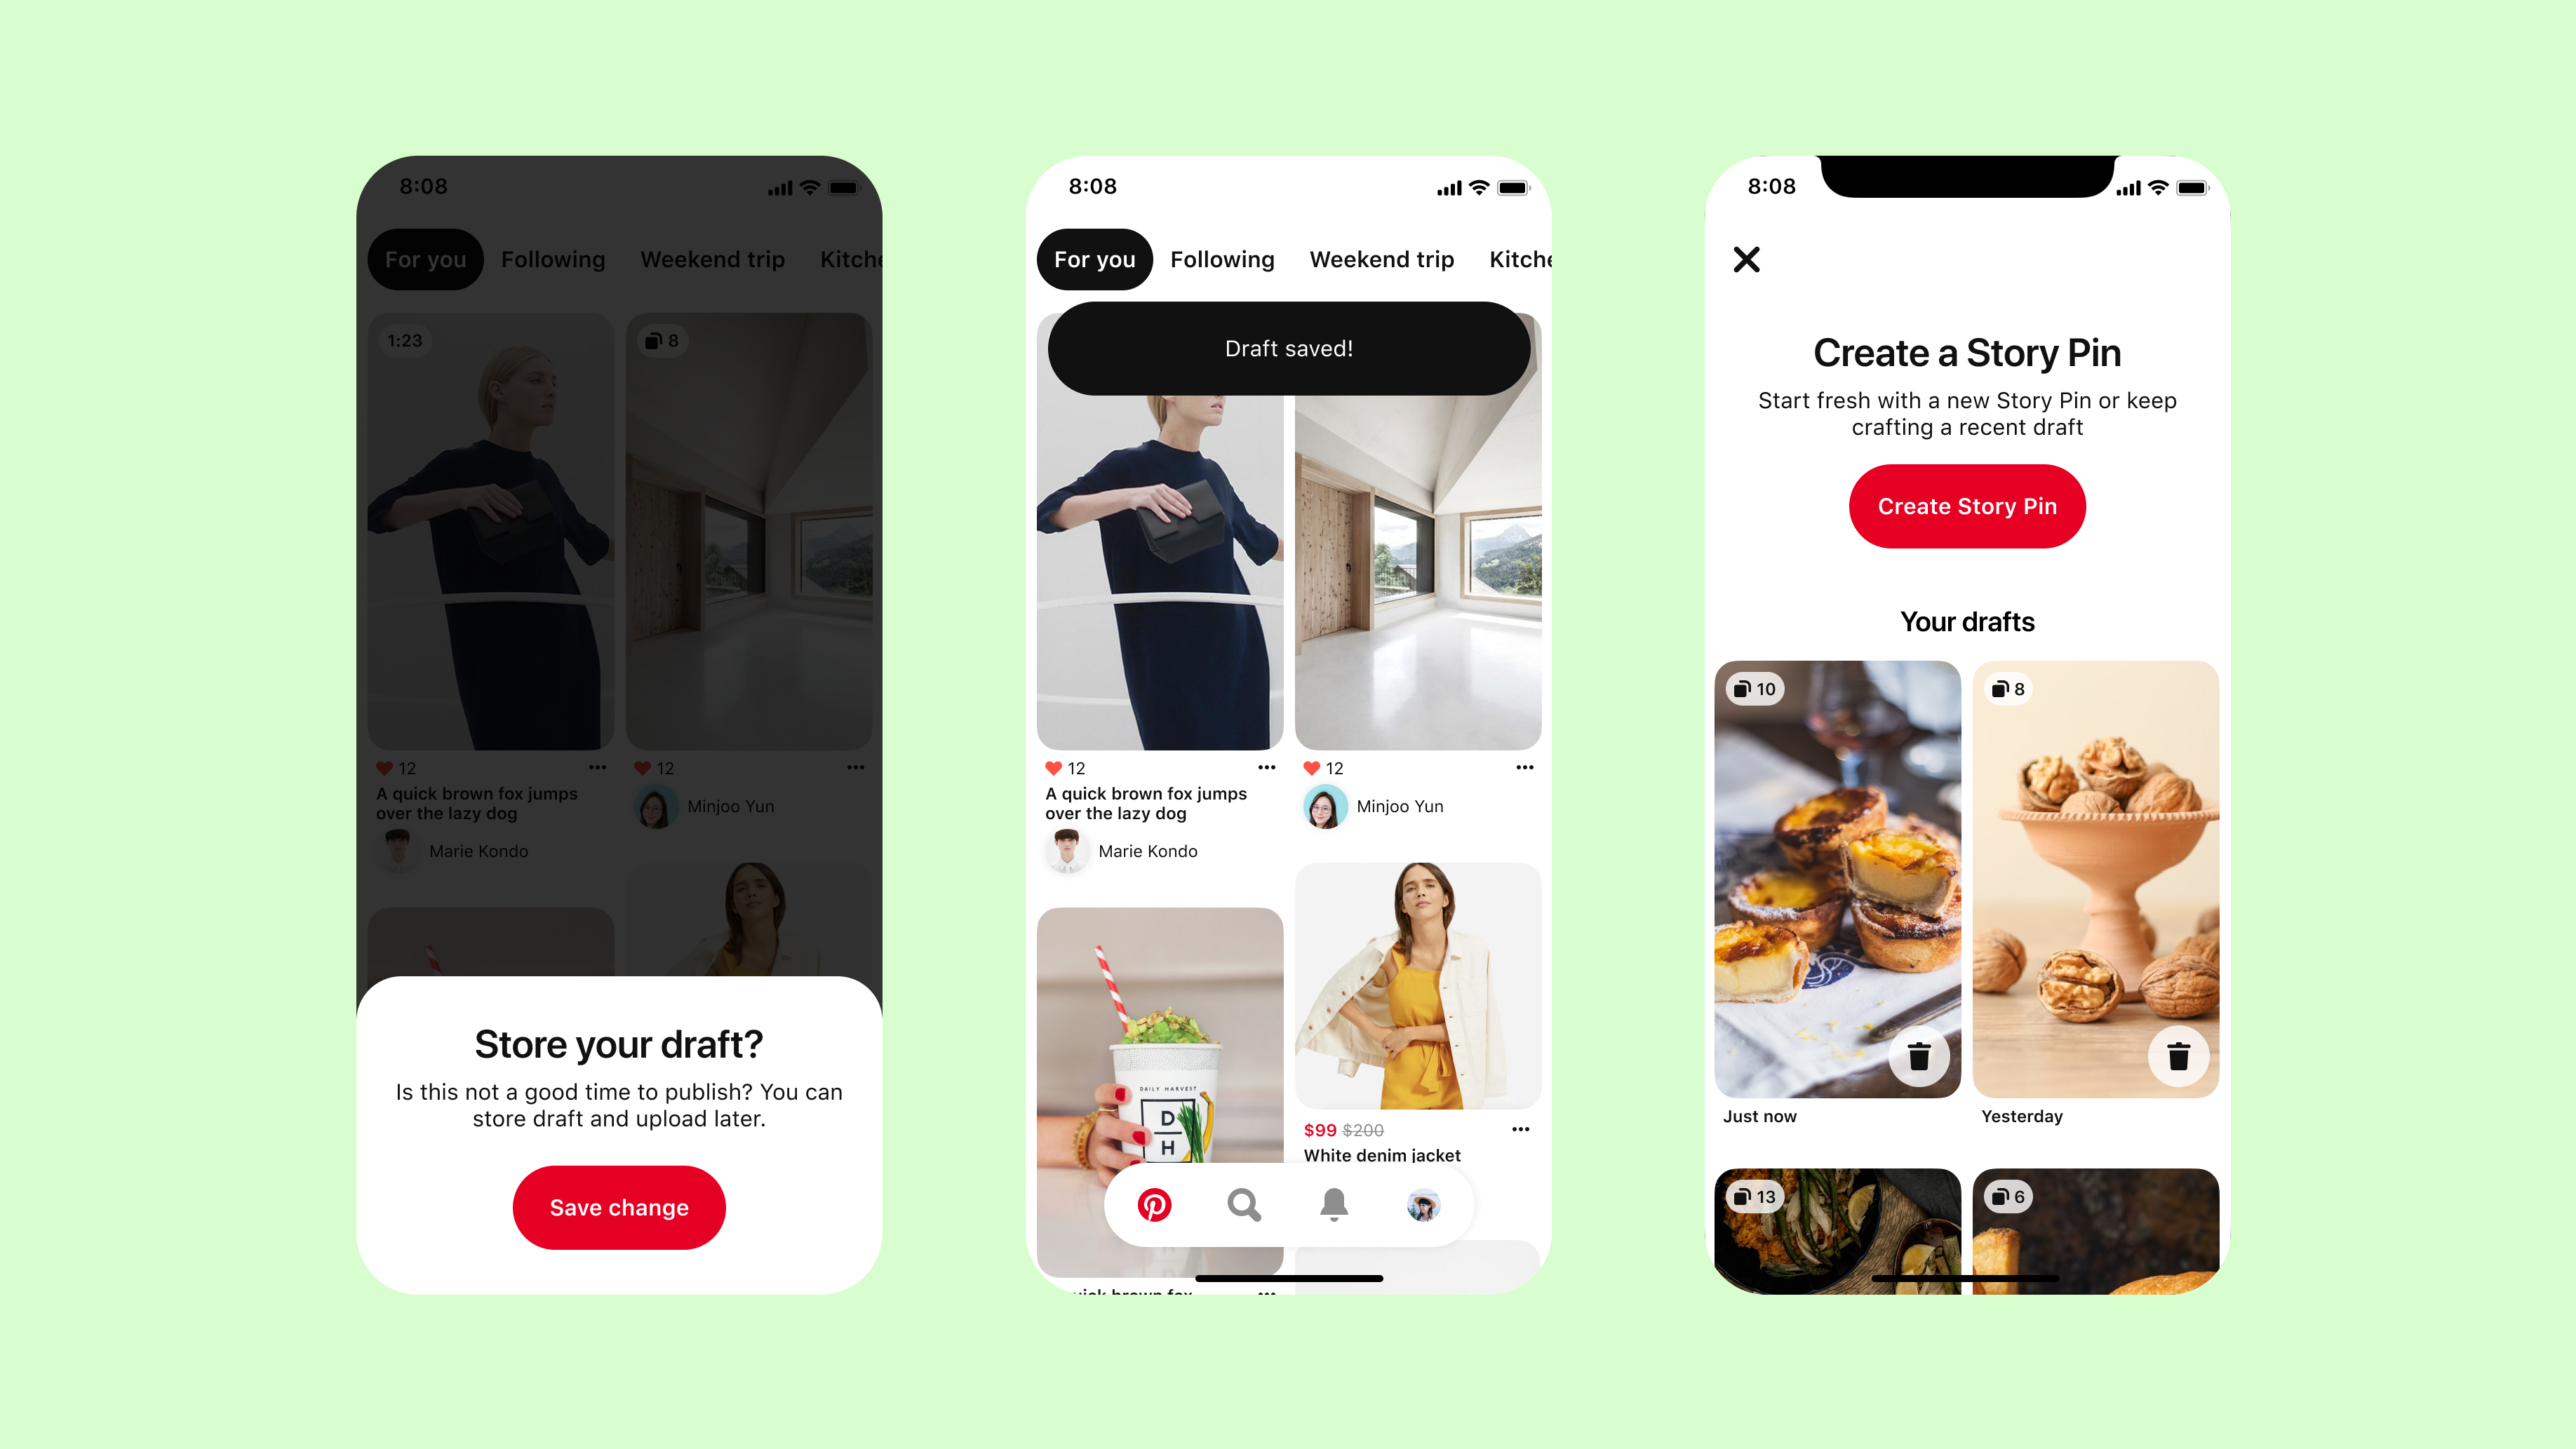 8:08
For you
Following
Weekend trip
Kitche
1:23
8
12
A quick brown fox jumps
over the lazy dog
Marie Kondo
12
Minjoo Yun
Store your draft?
Is this not a good time to publish? You can
store draft and upload later.
Save change
8:08
For you
Following
Weekend trip
Kitche
Draft saved!
12
A quick brown fox jumps
over the lazy dog
Marie Kondo
12
Minjoo Yun
DAILY HARVEST
D
H
$99 $200
White denim jacket
8:08
Create a Story Pin
Start fresh with a new Story Pin or keep
crafting a recent draft
Create Story Pin
Your drafts
10
8
Just now
Yesterday
13
6